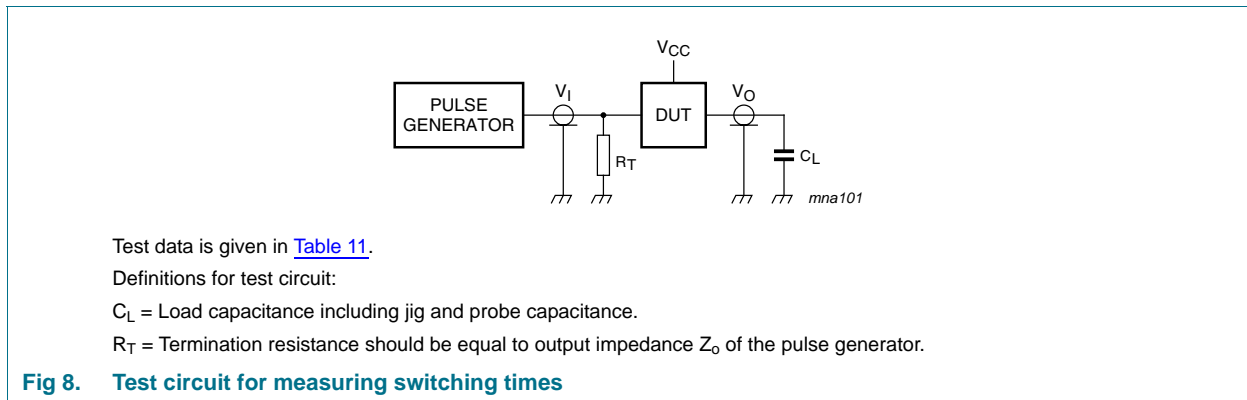 VCC
PULSE
GENERATOR
VI
RT
DUT
VO
CL
mna101
Test data is given in Table 11.
Definitions for test circuit:
CL = Load capacitance including jig and probe capacitance.
RT = Termination resistance should be equal to output impedance Zo of the pulse generator.
Fig 8. Test circuit for measuring switching times